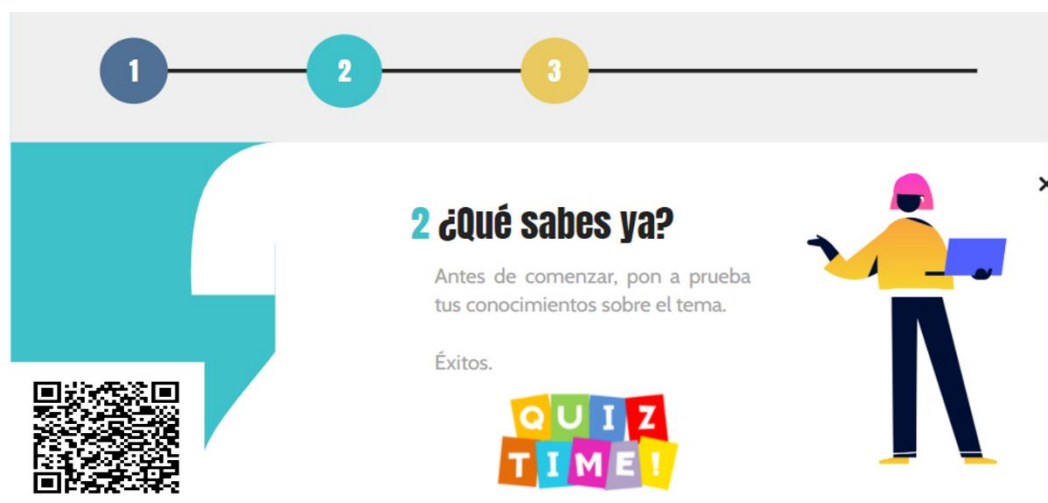 1 2 3
2 ¿Qué sabes ya?
Antes de comenzar, pon a prueba
tus conocimientos sobre el tema.
Éxitos.
QUIZ
TIME!